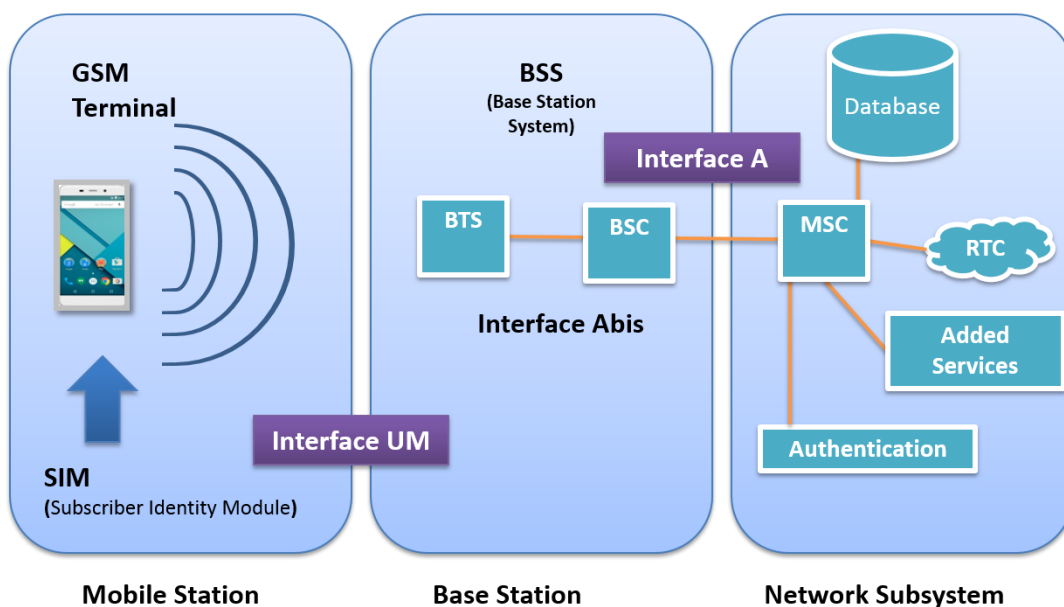 GSM
Terminal
SIM
(Subscriber Identity Module)
Interface UM
Mobile Station
BSS
(Base Station
System)
BTS
BSC
Interface Abis
Interface A
Base Station
Database
MSC
RTC
Added
Services
Authentication
Network Subsystem